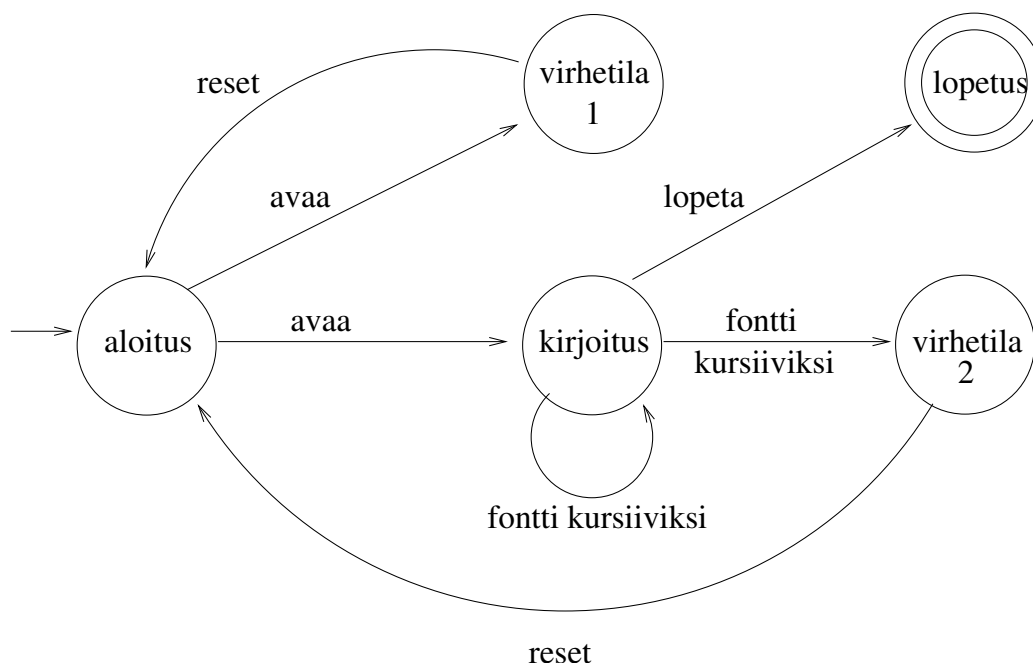 virhetila
1
lopetus
reset
avaa
lopeta
aloitus
avaa
kirjoitus
fontti
kursiiviksi
virhetila
2
fontti kursiiviksi
reset